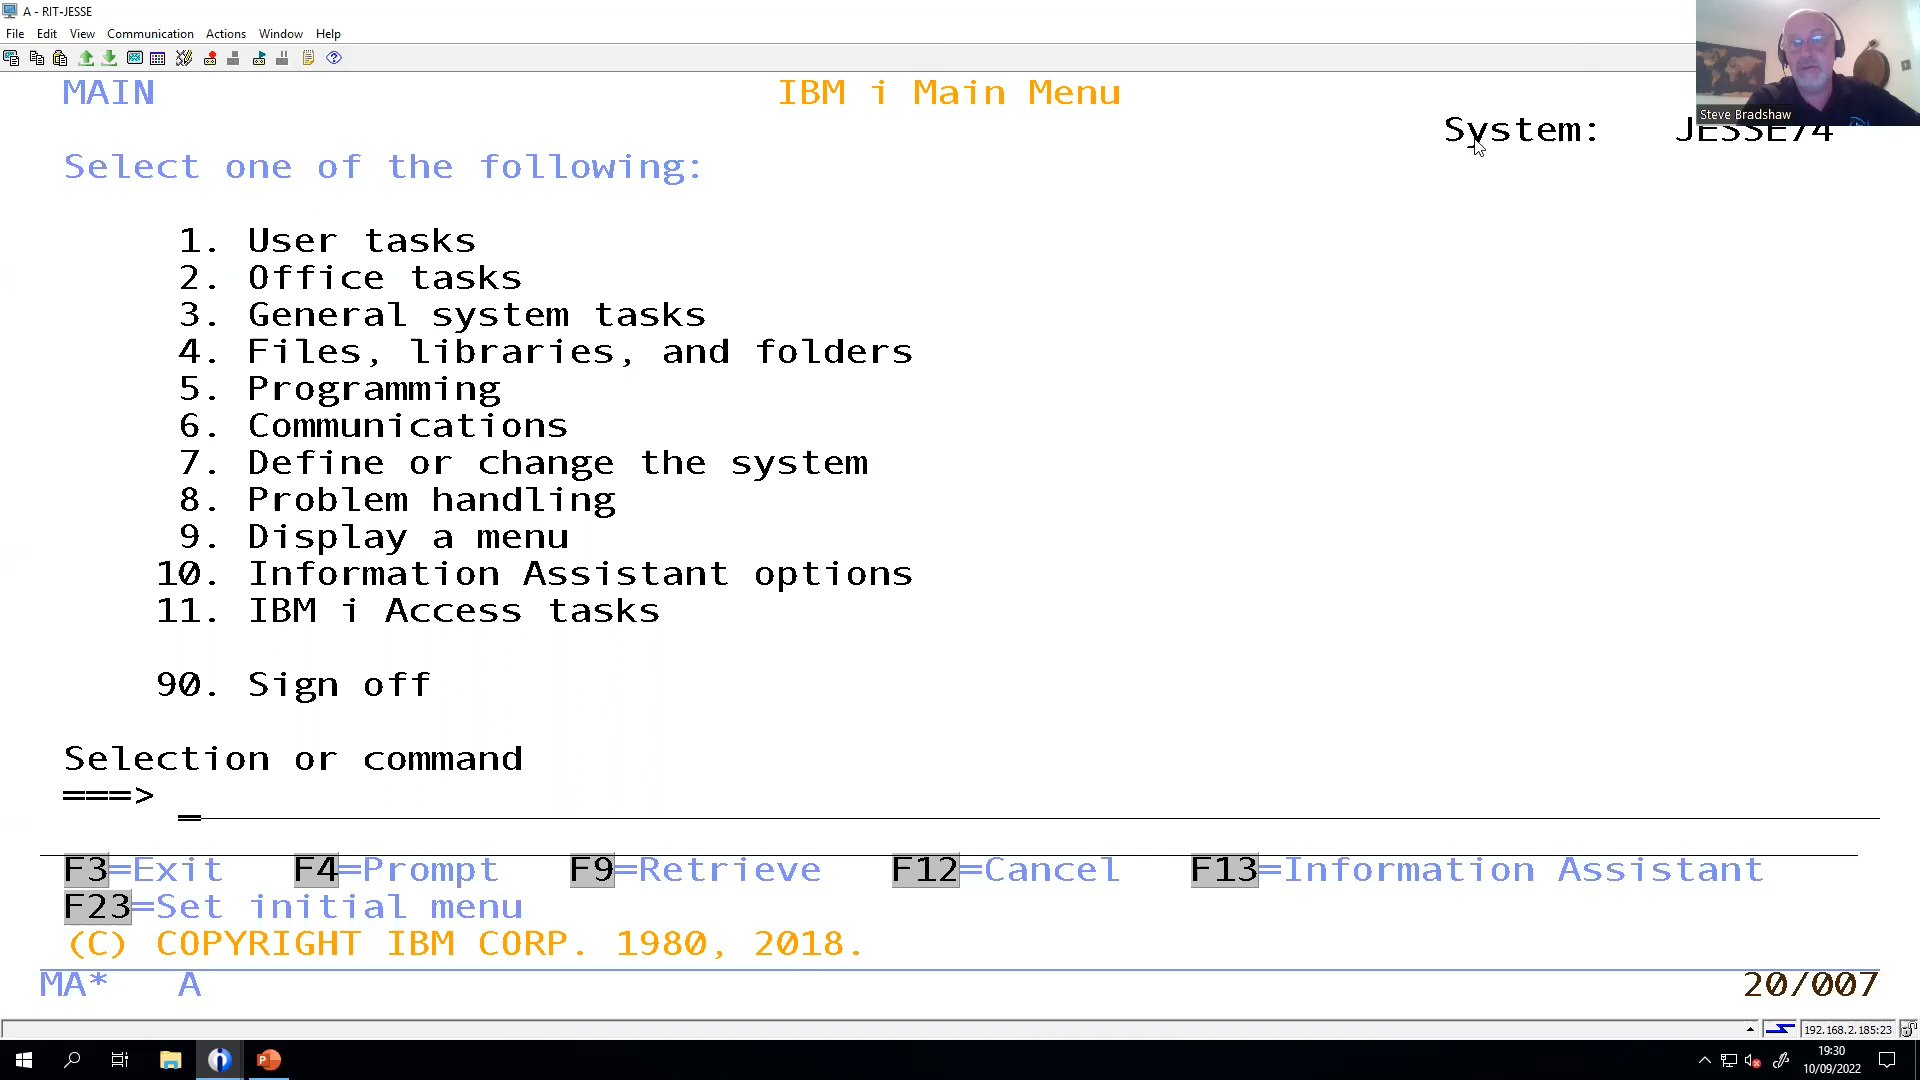 A - RIT-JESSE
File Edit View Communication Actions Window Help
MAIN IBM i Main Menu
Steve Bradshaw
System: JESSE74
Select one of the following:
1. User tasks
2. Office tasks
3. General system tasks
4. Files, libraries, and folders
5. Programming
6. Communications
7. Define or change the system
8. Problem handling
9. Display a menu
10. Information Assistant options
11. IBM i Access tasks
90. Sign off
Selection or command
===>
F3=Exit F4=Prompt F9=Retrieve F12=Cancel F13=Information Assistant
F23=Set initial menu
(C) COPYRIGHT IBM CORP. 1980, 2018.
MA* A 20/007
192.168.2.185:23
19:30
10/09/2022